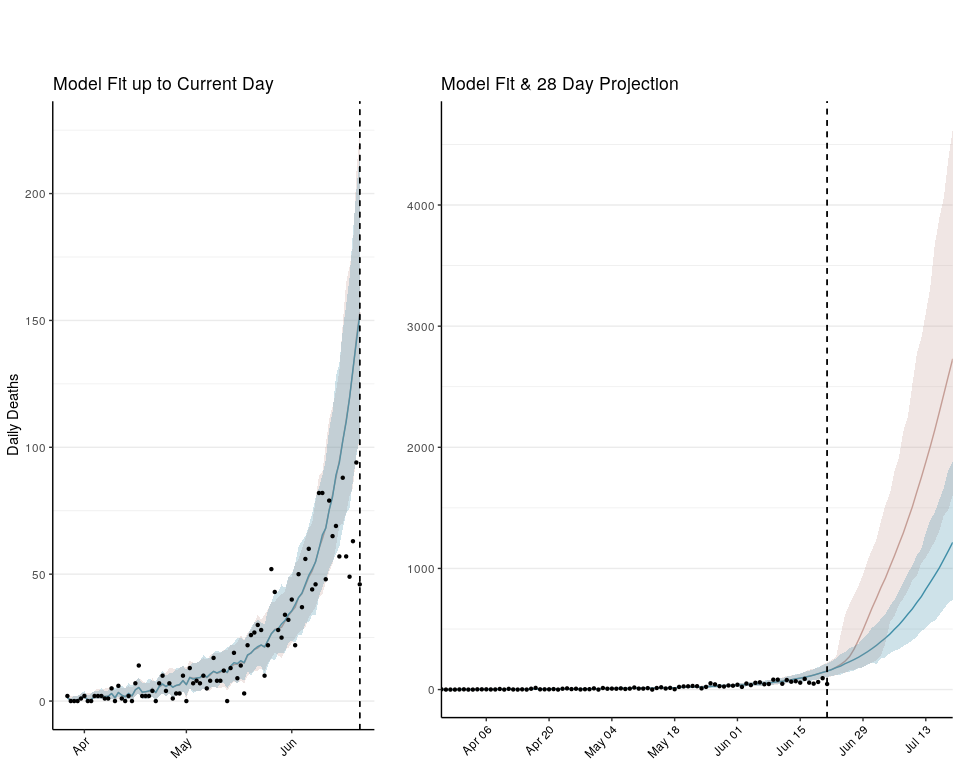 Model Fit up to Current Day
Model Fit & 28 Day Projection
Daily Deaths
200
150
100
50
0
Apr
May
Jun
4000
3000
2000
1000
0
Apr 06
Apr 20
May 04
May 18
Jun 01
Jun 15
Jun 29
Jul 13